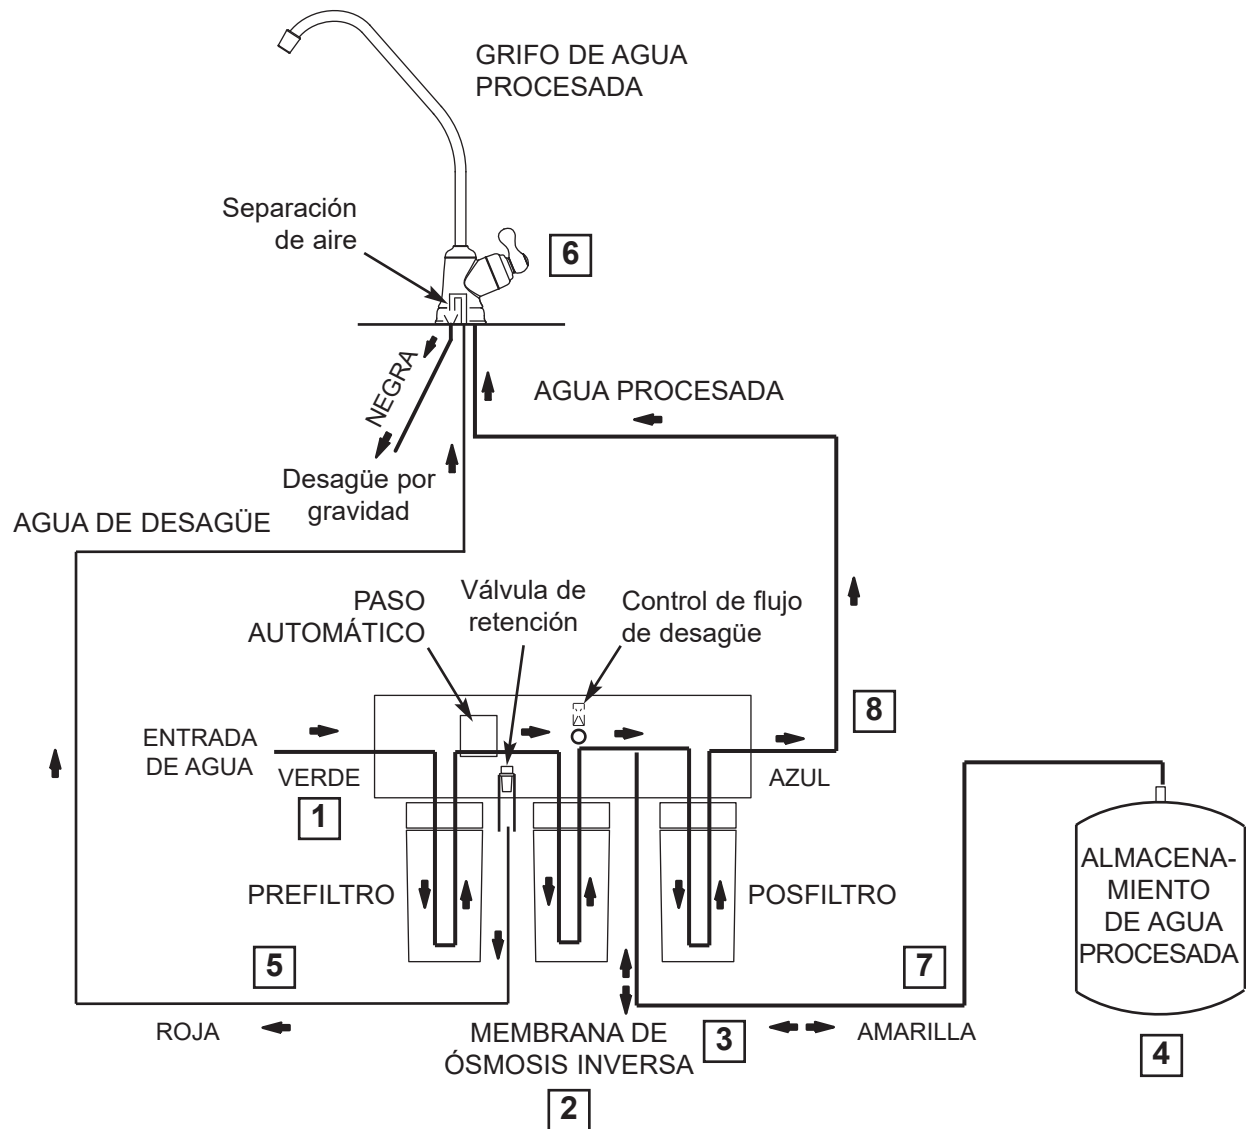 GRIFO DE AGUA
PROCESADA
Separación
de aire
6
NEGRA
AGUA PROCESADA
Desagüe por
gravidad
AGUA DE DESAGÜE
PASO
AUTOMÁTICO
Válvula de
retención
Control de flujo
de desagüe
8
ENTRADA
DE AGUA
VERDE
1
AZUL
PREFILTRO
POSFILTRO
ALMACENA-
MIENTO
DE AGUA
PROCESADA
5
7
ROJA
MEMBRANA DE
ÓSMOSIS INVERSA
3
AMARILLA
4
2